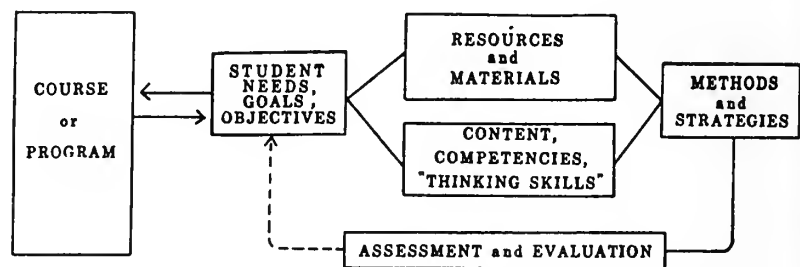 COURSE
or
PROGRAM
STUDENT
NEEDS,
GOALS,
OBJECTIVES
RESOURCES
and
MATERIALS
CONTENT,
COMPETENCIES,
"THINKING SKILLS"
METHODS
and
STRATEGIES
ASSESSMENT and EVALUATION